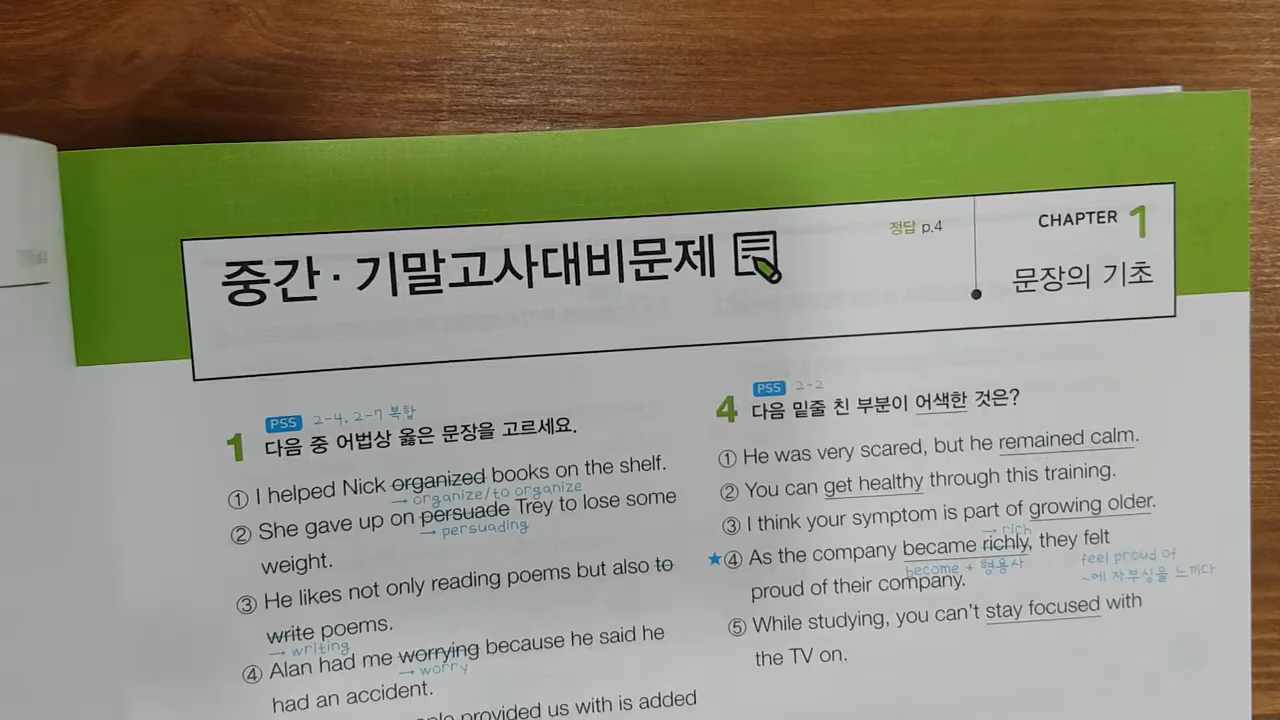 중간·기말고사대비문제
정답 p.4
CHAPTER 1
문장의 기초
PSS 2-4, 2-7 복합
1 다음 중 어법상 옳은 문장을 고르세요.
① I helped Nick organized books on the shelf.
→ organize/to organize
② She gave up on persuade Trey to lose some
→ persuading
weight.
③ He likes not only reading poems but also to
write poems.
→ writing
④ Alan had me worrying because he said he
→ worry
had an accident.
provided us with is added
PSS 2-2
4 다음 밑줄 친 부분이 어색한 것은?
① He was very scared, but he remained calm.
② You can get healthy through this training.
③ I think your symptom is part of growing older.
→ rich
★④ As the company became richly, they felt
become + 형용사
feel proud of
proud of their company.
~에 자부심을 느끼다
⑤ While studying, you can't stay focused with
the TV on.